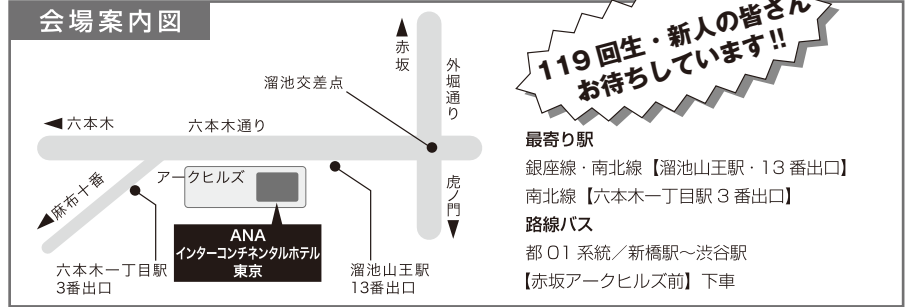 会場案内図
119回生・新人の皆さん
お待ちしています!!
赤坂
外堀通り
溜池交差点
六本木
六本木通り
アークヒルズ
麻布十番
虎ノ門
ANA
インターコンチネンタルホテル
東京
六本木一丁目駅
3番出口
溜池山王駅
13番出口
最寄り駅
銀座線・南北線【溜池山王駅・13番出口】
南北線【六本木一丁目駅3番出口】
路線バス
都01系統／新橋駅〜渋谷駅
【赤坂アークヒルズ前】下車